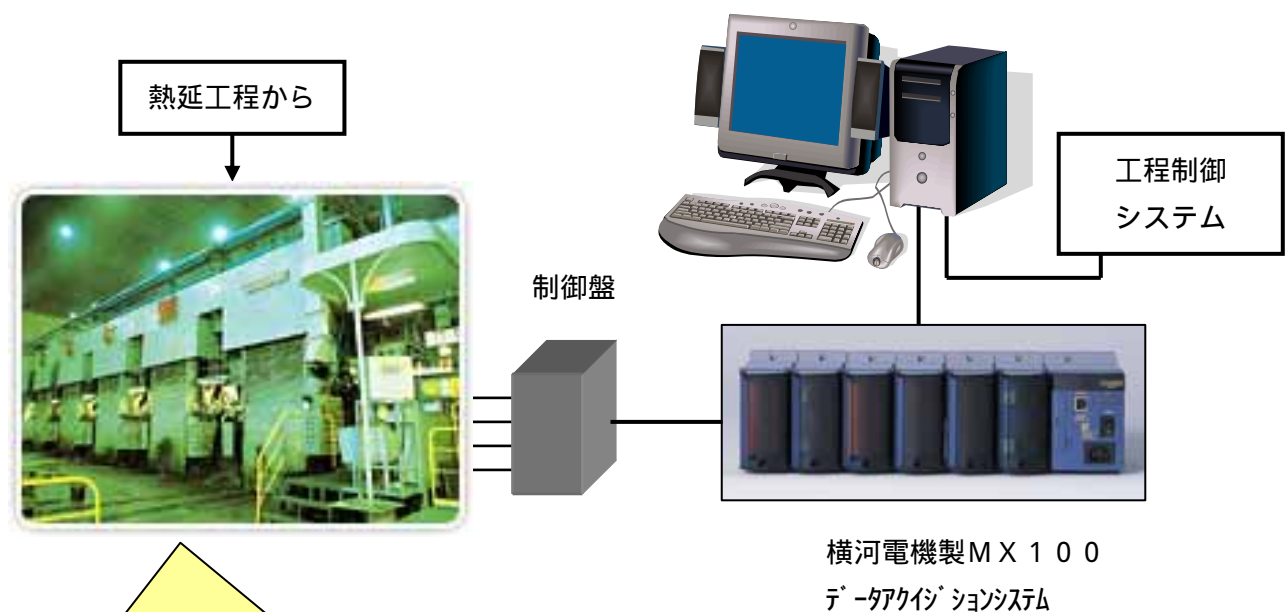 熱延工程から
工程制御
システム
制御盤
横河電機製ＭＸ１００
ﾃﾞｰﾀｱｸｲｼﾞｼｮﾝｼｽﾃﾑ